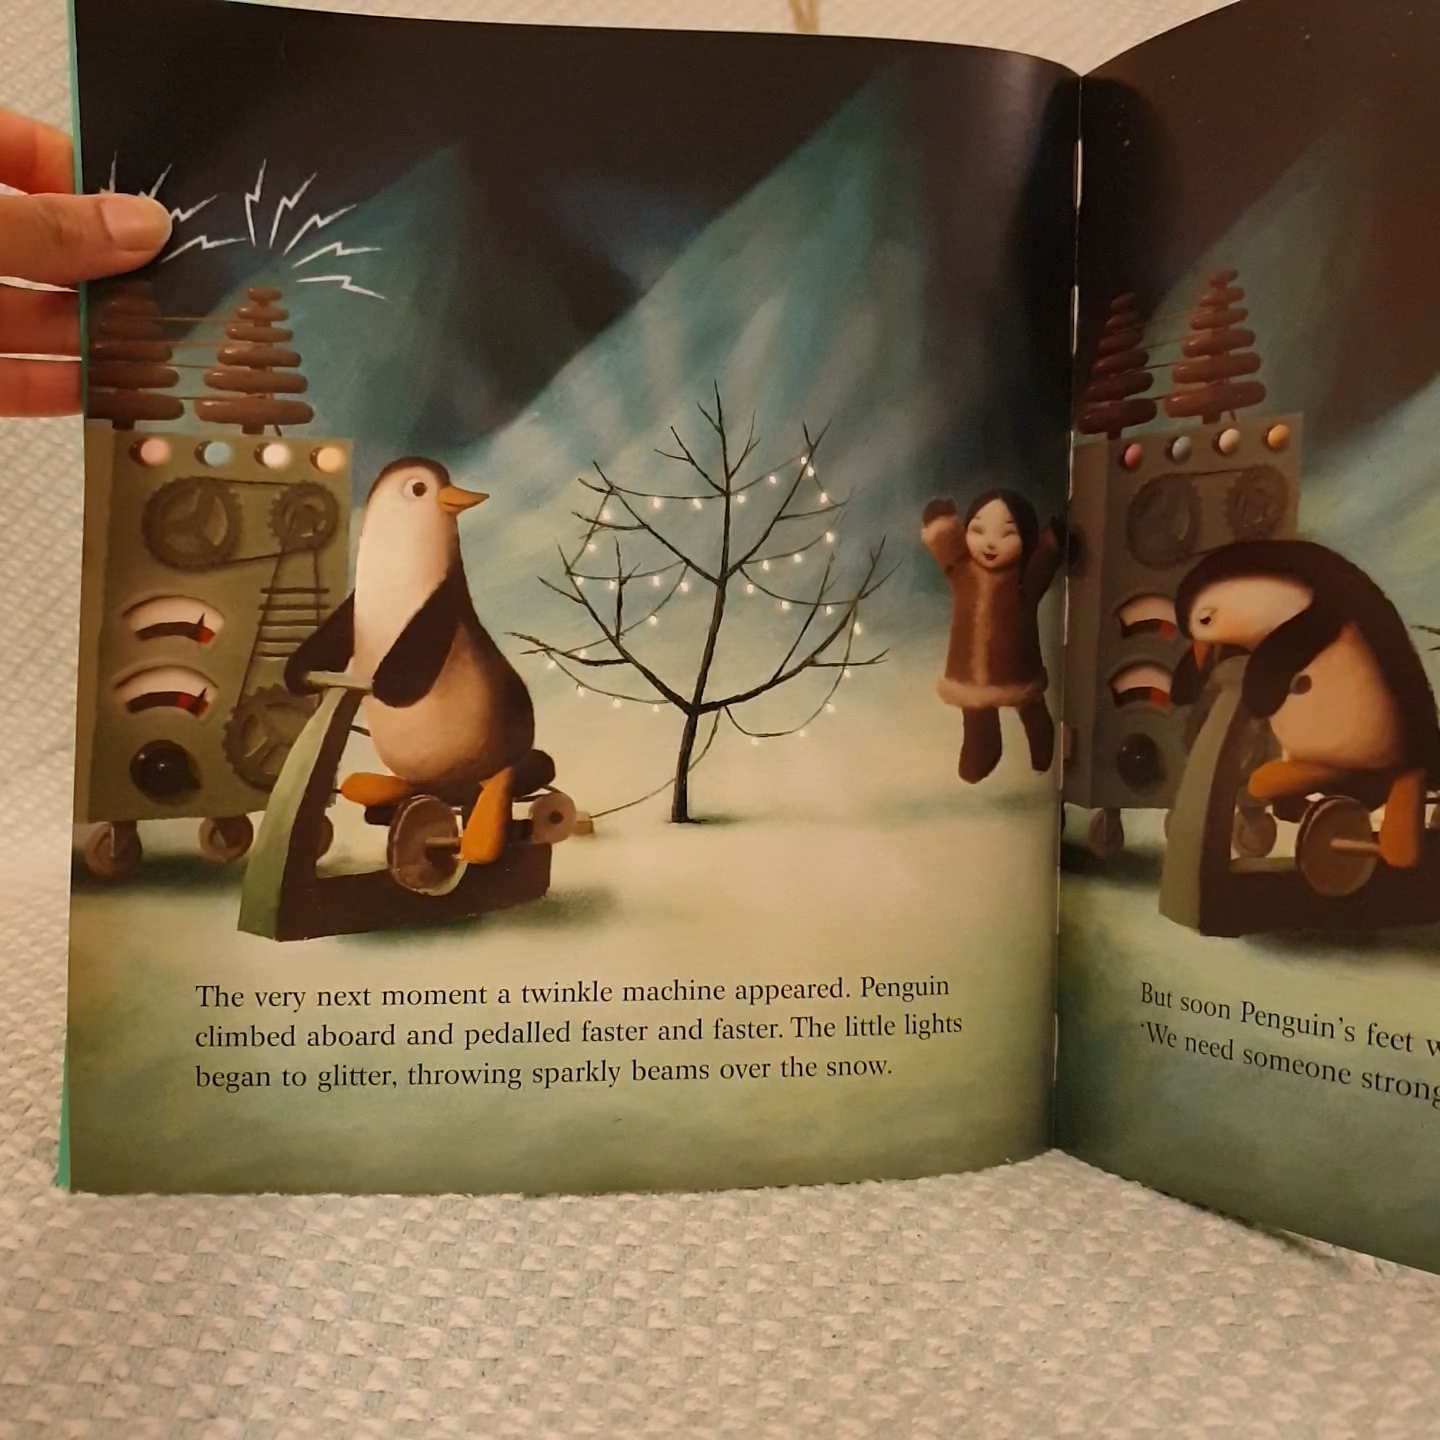 The very next moment a twinkle machine appeared. Penguin
climbed aboard and pedalled faster and faster. The little lights
began to glitter, throwing sparkly beams over the snow.
But soon Penguin's feet
'We need someone strong